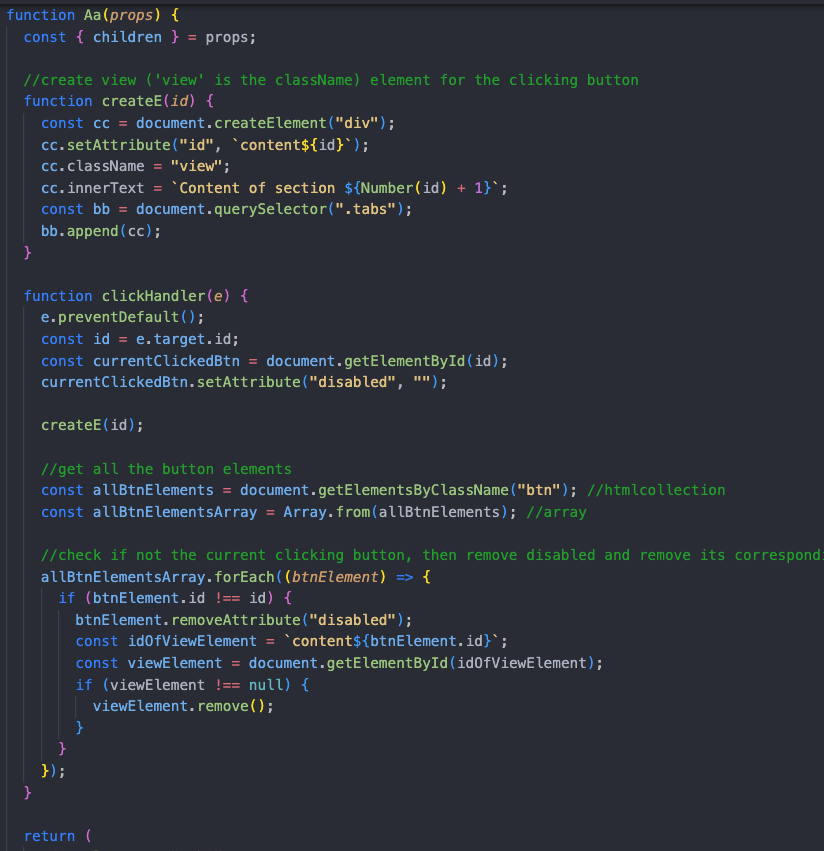 function Aa(props) {
const { children } = props;
//create view ('view' is the className) element for the clicking button
function createE(id) {
const cc = document.createElement("div");
cc.setAttribute("id", `content${id}`);
cc.className = "view";
cc.innerText = `Content of section ${Number(id) + 1}`;
const bb = document.querySelector(".tabs");
bb.append(cc);
}
function clickHandler(e) {
e.preventDefault();
const id = e.target.id;
const currentClickedBtn = document.getElementById(id);
currentClickedBtn.setAttribute("disabled", "");
createE(id);
//get all the button elements
const allBtnElements = document.getElementsByClassName("btn"); //htmlcollection
const allBtnElementsArray = Array.from(allBtnElements); //array
//check if not the current clicking button, then remove disabled and remove its correspondi
allBtnElementsArray.forEach((btnElement) => {
if (btnElement.id !== id) {
btnElement.removeAttribute("disabled");
const idOfViewElement = `content${btnElement.id}`;
const viewElement = document.getElementById(idOfViewElement);
if (viewElement !== null) {
viewElement.remove();
}
}
});
}
return (